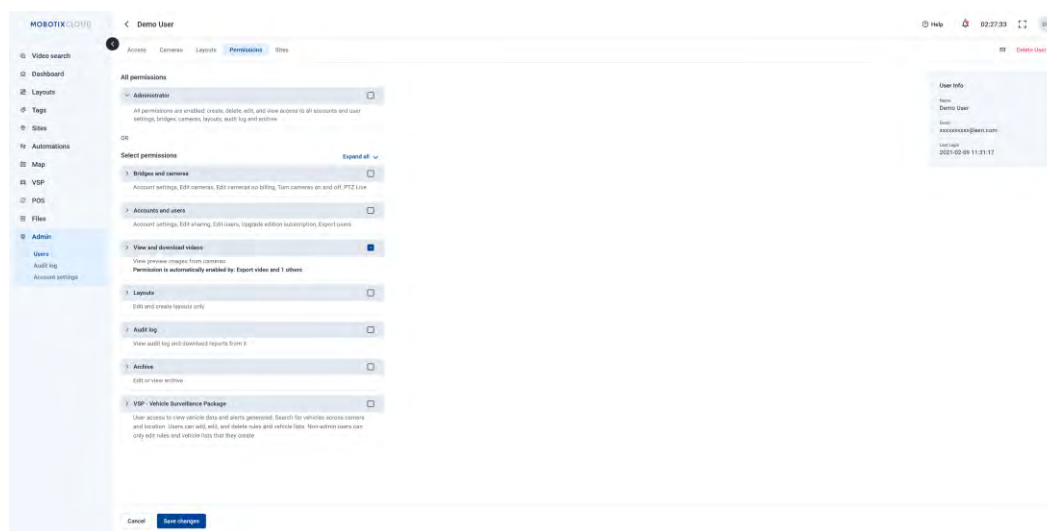 MOBOTIX CLOUD
Demo User
Help
02:27:33
Video search
Dashboard
Layouts
Tags
Sites
Automations
Map
VSP
POS
Files
Admin
Users
Audit log
Account settings
Access Cameras Layouts Permissions Sites
Delete User
All permissions
Administrator
All permissions are enabled: create, delete, edit, and view access to all accounts and user
settings, bridges, cameras, layouts, audit log and archive
OR
Select permissions Expand all
Bridges and cameras
Account settings, Edit cameras, Edit cameras no billing, Turn cameras on and off, PTZ Live
Accounts and users
Account settings, Edit sharing, Edit users, Upgrade edition subscription, Export users
View and download videos
View preview images from cameras
Permission is automatically enabled by: Export video and 1 others
Layouts
Edit and create layouts only
Audit log
View audit log and download reports from it
Archive
Edit or view archive
VSP - Vehicle Surveillance Package
User access to view vehicle data and alerts generated. Search for vehicles across camera
and location. Users can add, edit, and delete rules and vehicle lists. Non-admin users can
only edit rules and vehicle lists that they create
Cancel Save changes
User Info
Name
Demo User
Email
Last Login
2021-02-09 11:31:17